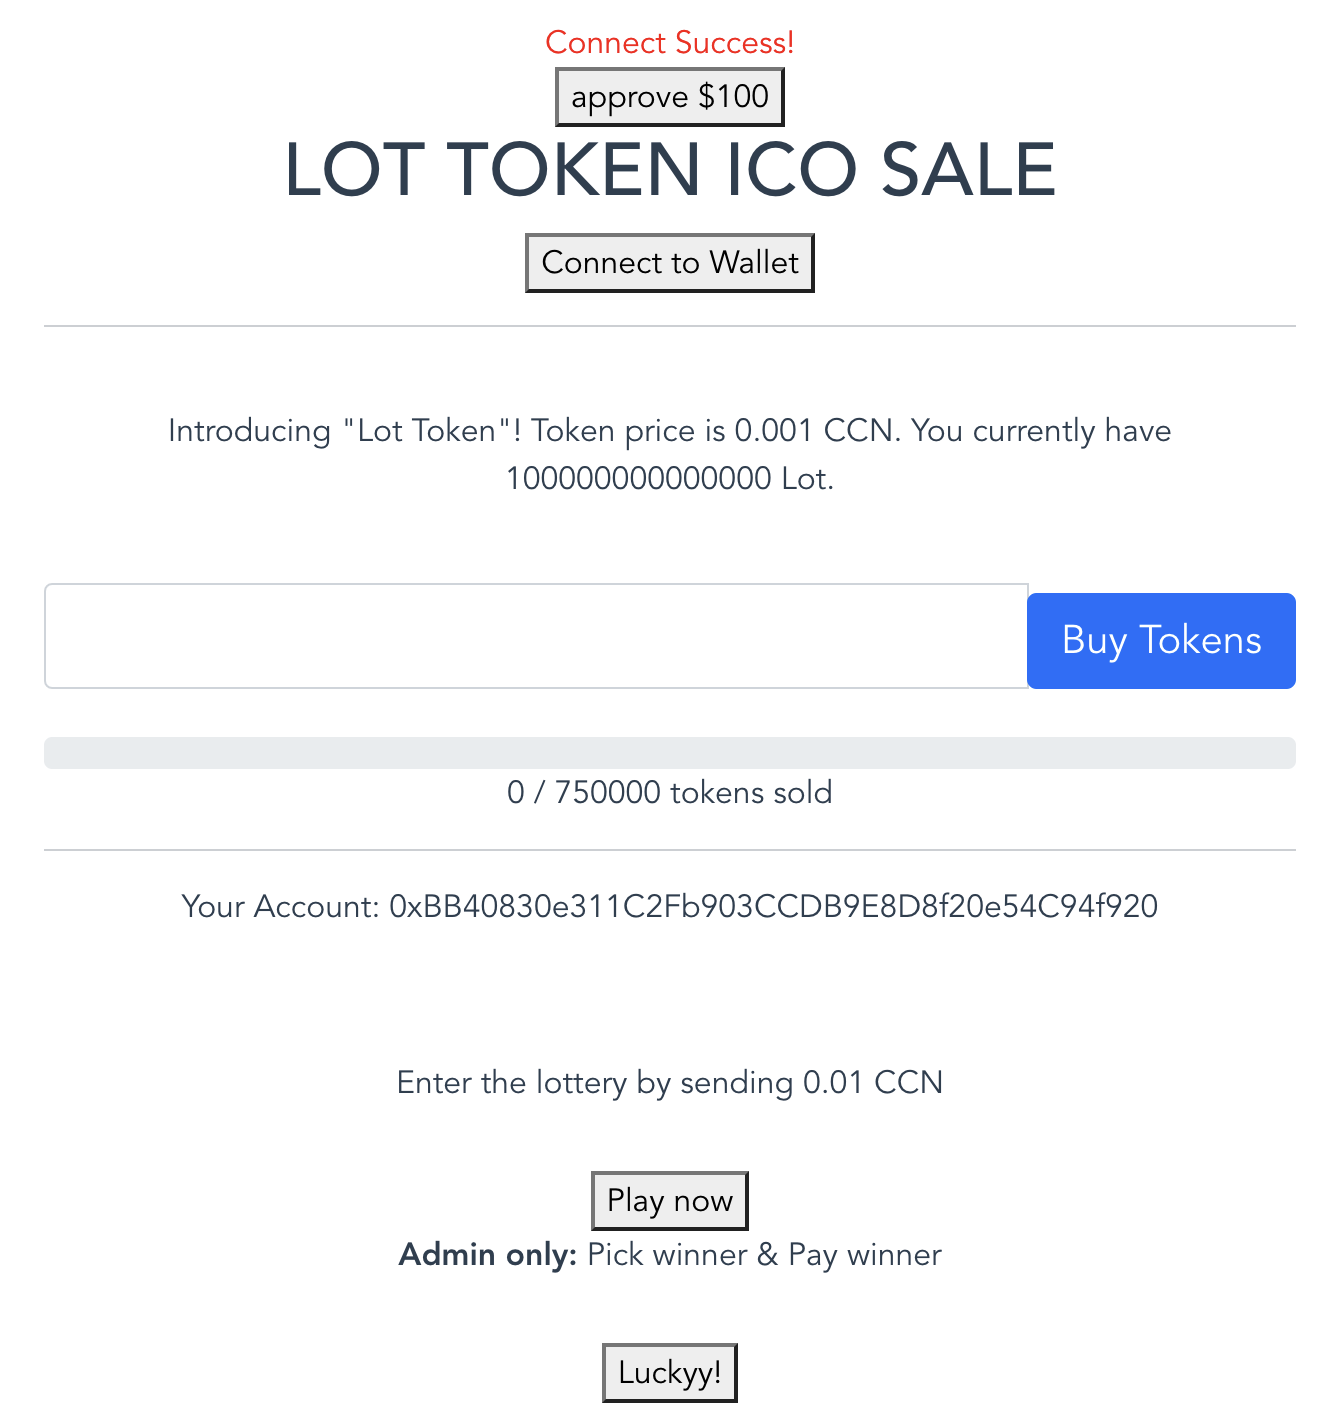 Connect Success!
approve $100
LOT TOKEN ICO SALE
Connect to Wallet
Introducing "Lot Token"! Token price is 0.001 CCN. You currently have
100000000000000 Lot.
Buy Tokens
0 / 750000 tokens sold
Your Account: 0xBB40830e311C2Fb903CCDB9E8D8f20e54C94f920
Enter the lottery by sending 0.01 CCN
Play now
Admin only: Pick winner & Pay winner
Luckyy!